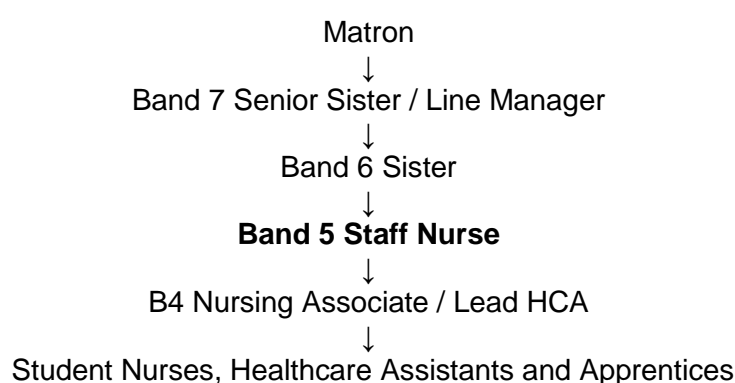 Matron
↓
Band 7 Senior Sister / Line Manager
↓
Band 6 Sister
↓
Band 5 Staff Nurse
↓
B4 Nursing Associate / Lead HCA
↓
Student Nurses, Healthcare Assistants and Apprentices